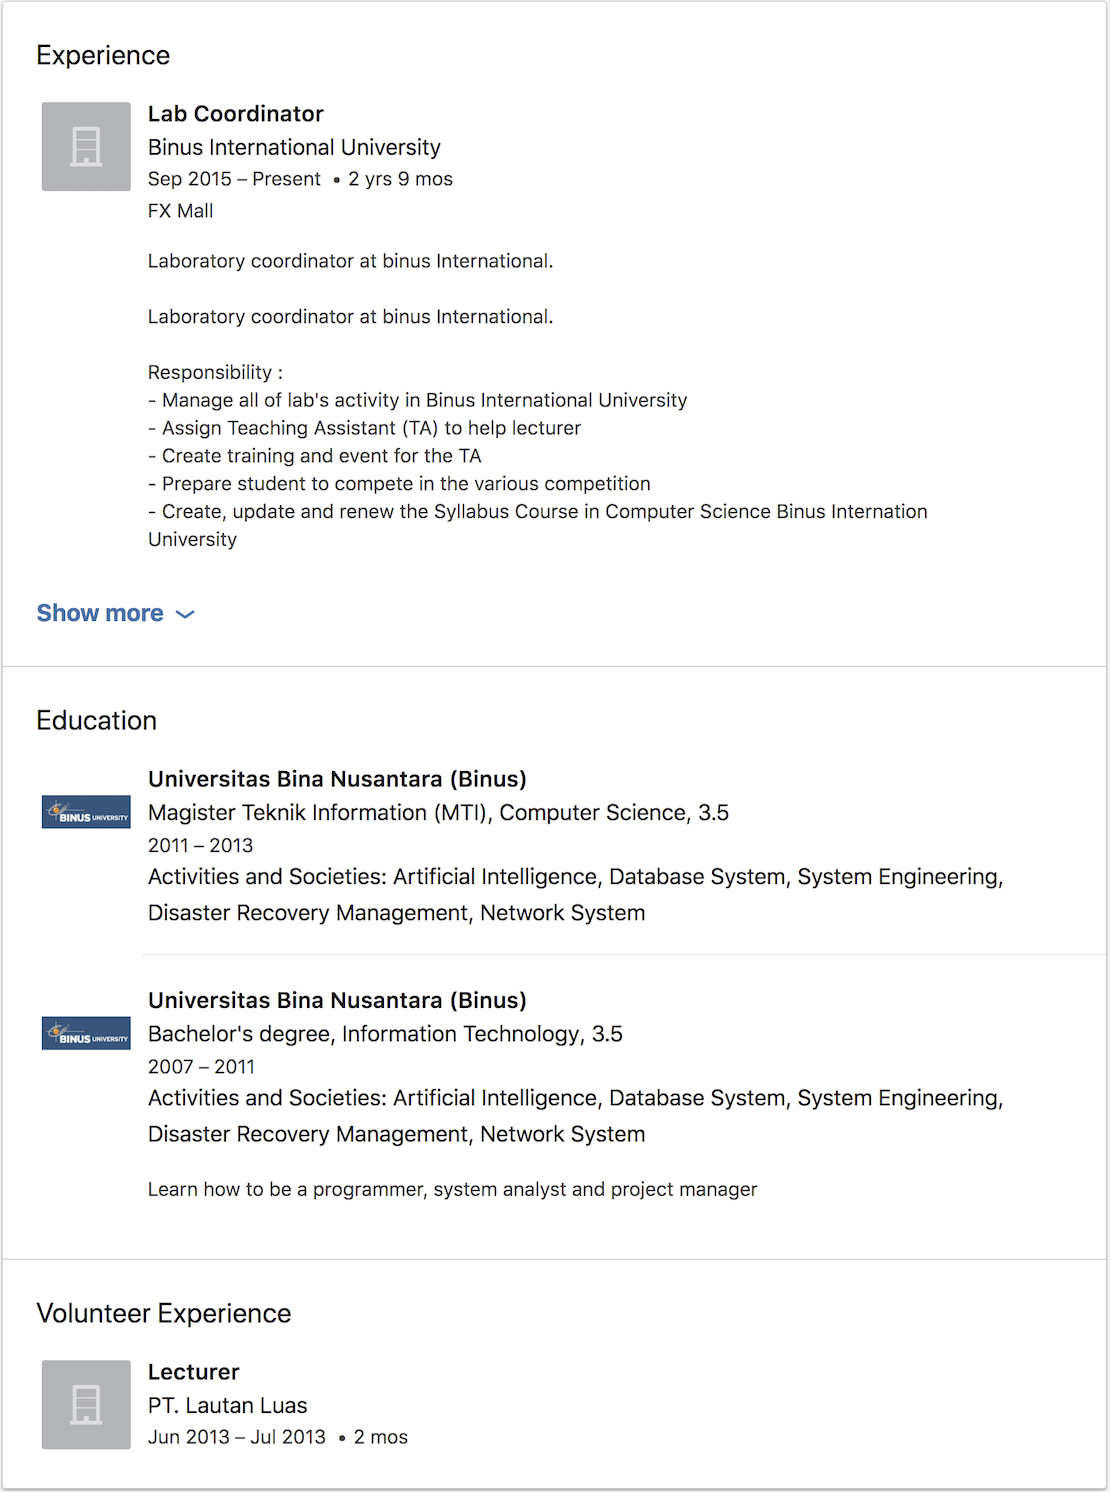 Experience
Lab Coordinator
Binus International University
Sep 2015 – Present • 2 yrs 9 mos
FX Mall
Laboratory coordinator at binus International.
Laboratory coordinator at binus International.
Responsibility :
- Manage all of lab's activity in Binus International University
- Assign Teaching Assistant (TA) to help lecturer
- Create training and event for the TA
- Prepare student to compete in the various competition
- Create, update and renew the Syllabus Course in Computer Science Binus Internation
University
Show more
Education
Universitas Bina Nusantara (Binus)
BINUS UNIVERSITY
Magister Teknik Information (MTI), Computer Science, 3.5
2011 – 2013
Activities and Societies: Artificial Intelligence, Database System, System Engineering,
Disaster Recovery Management, Network System
Universitas Bina Nusantara (Binus)
BINUS UNIVERSITY
Bachelor's degree, Information Technology, 3.5
2007 – 2011
Activities and Societies: Artificial Intelligence, Database System, System Engineering,
Disaster Recovery Management, Network System
Learn how to be a programmer, system analyst and project manager
Volunteer Experience
Lecturer
PT. Lautan Luas
Jun 2013 – Jul 2013 • 2 mos